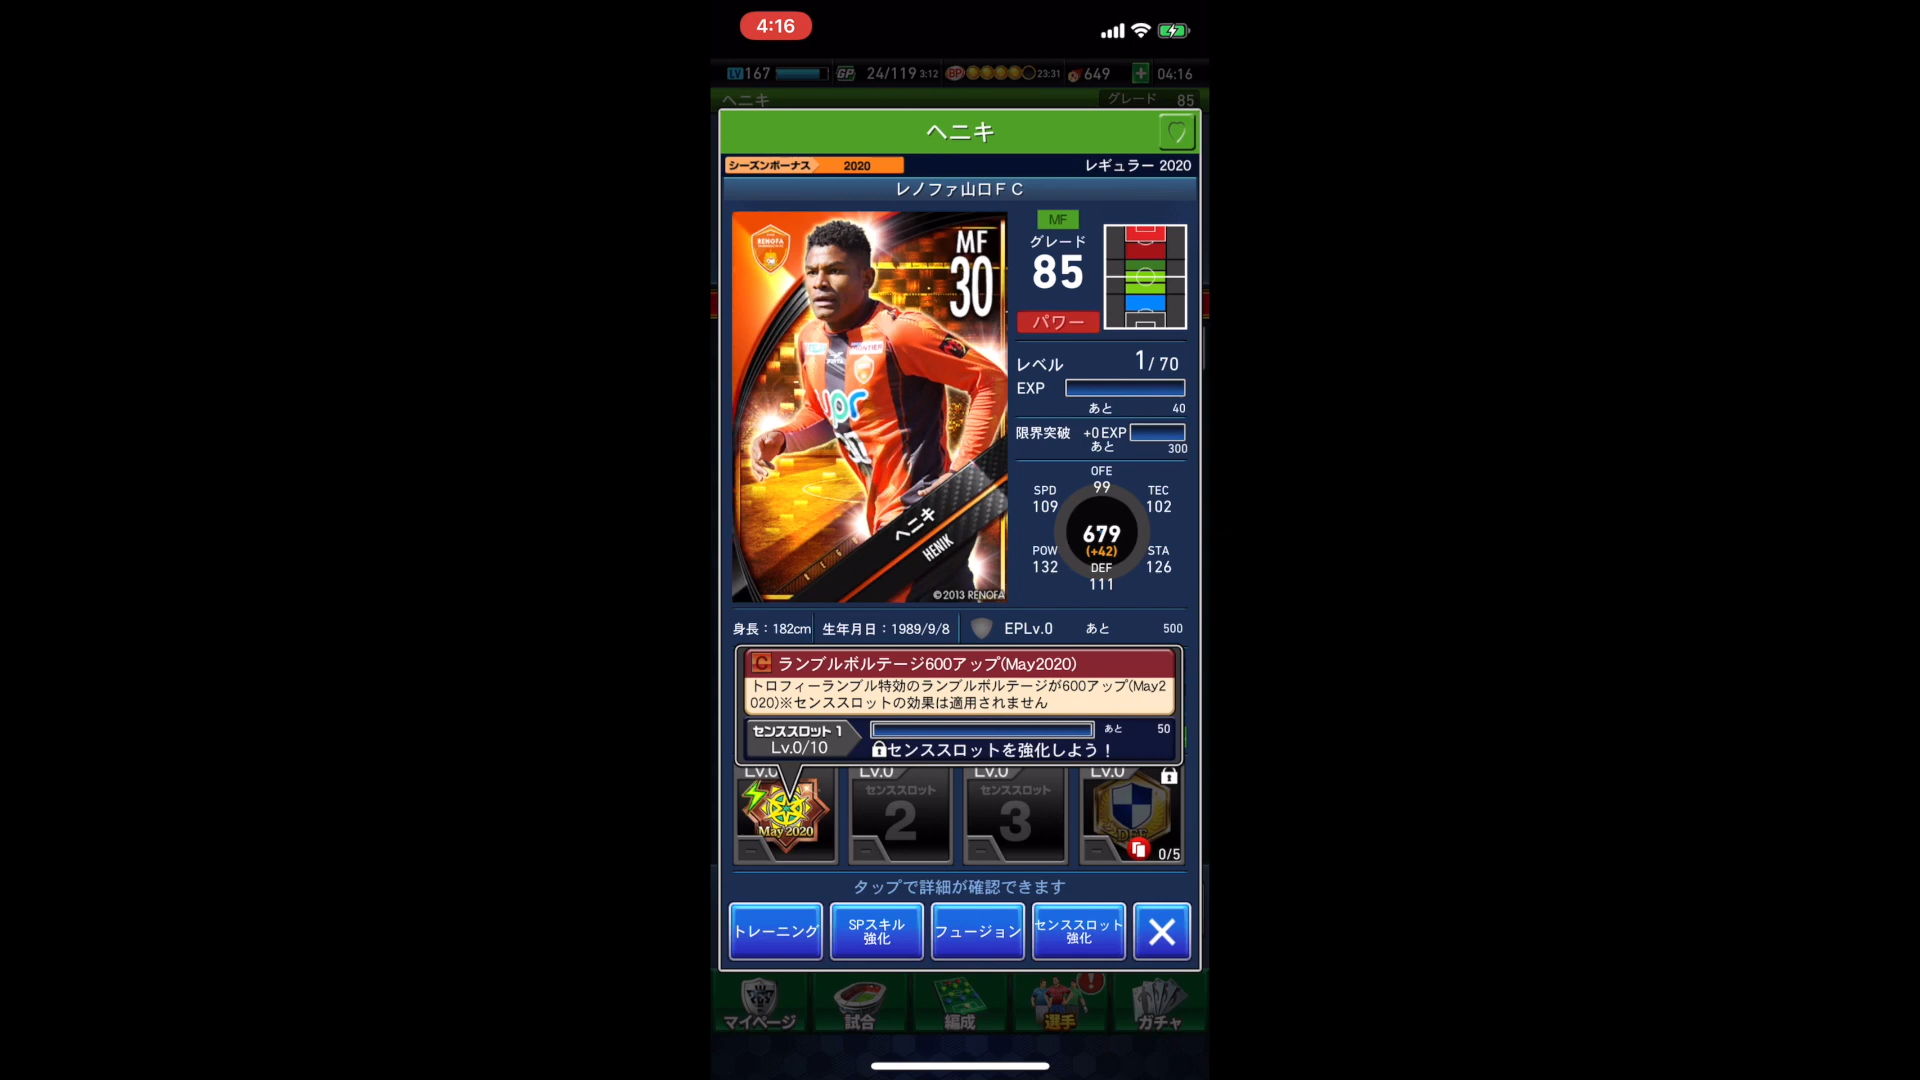 4:16
LV 167 GP 24/119 3:12 BP 23:31 649 04:16
ヘニキ グレード 85
ヘニキ
シーズンボーナス 2020 レギュラー 2020
レノファ山口ＦＣ
RENOFA
MF
30
upr
30
ヘニキ
HENIK
©2013 RENOFA
MF
グレード
85
パワー
レベル 1/70
EXP
あと 40
限界突破 +0 EXP
あと 300
OFE
99
SPD
109
TEC
102
679
(+42)
POW
132
STA
126
DEF
111
身長：182cm 生年月日：1989/9/8 EPLv.0 あと 500
C ランブルボルテージ600アップ(May2020)
トロフィーランブル特効のランブルボルテージが600アップ(May2
020)※センススロットの効果は適用されません
センススロット 1 あと 50
Lv.0/10 センススロットを強化しよう！
Lv.0 Lv.0 Lv.0 Lv.0
センススロット センススロット
May 2020 2 3 DEF
0/5
タップで詳細が確認できます
トレーニング SPスキル強化 フュージョン センススロット強化
マイページ 試合 編成 選手 ガチャ